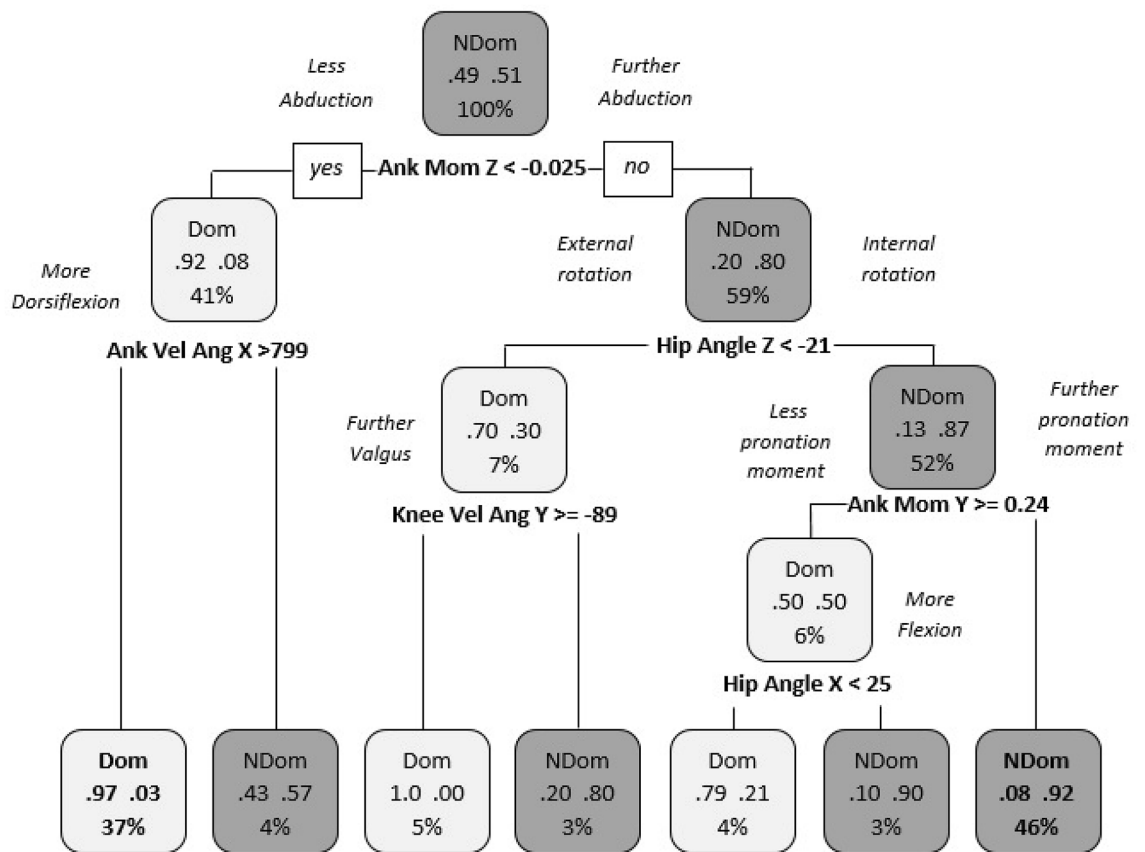 NDom
.49 .51
100%
Less
Abduction
Further
Abduction
yes
Ank Mom Z < -0.025
no
Dom
.92 .08
41%
NDom
.20 .80
59%
More
Dorsiflexion
External
rotation
Internal
rotation
Ank Vel Ang X >799
Hip Angle Z < -21
Dom
.70 .30
7%
NDom
.13 .87
52%
Further
Valgus
Less
pronation
moment
Further
pronation
moment
Knee Vel Ang Y >= -89
Ank Mom Y >= 0.24
Dom
.50 .50
6%
More
Flexion
Hip Angle X < 25
Dom
.97 .03
37%
NDom
.43 .57
4%
Dom
1.0 .00
5%
NDom
.20 .80
3%
Dom
.79 .21
4%
NDom
.10 .90
3%
NDom
.08 .92
46%